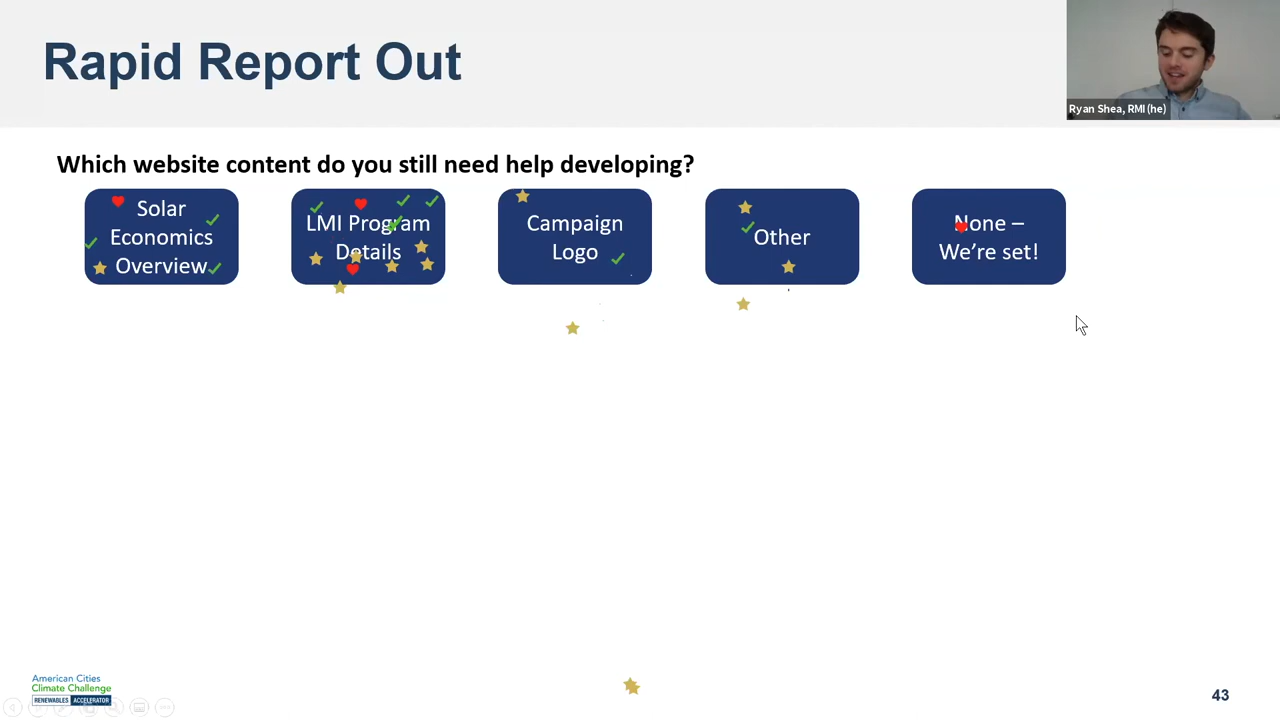 Rapid Report Out
Ryan Shea, RMI (he)
Which website content do you still need help developing?
Solar
Economics
Overview
LMI Program
Details
Campaign
Logo
Other
None –
We're set!
American Cities
Climate Challenge
RENEWABLES ACCELERATOR
43